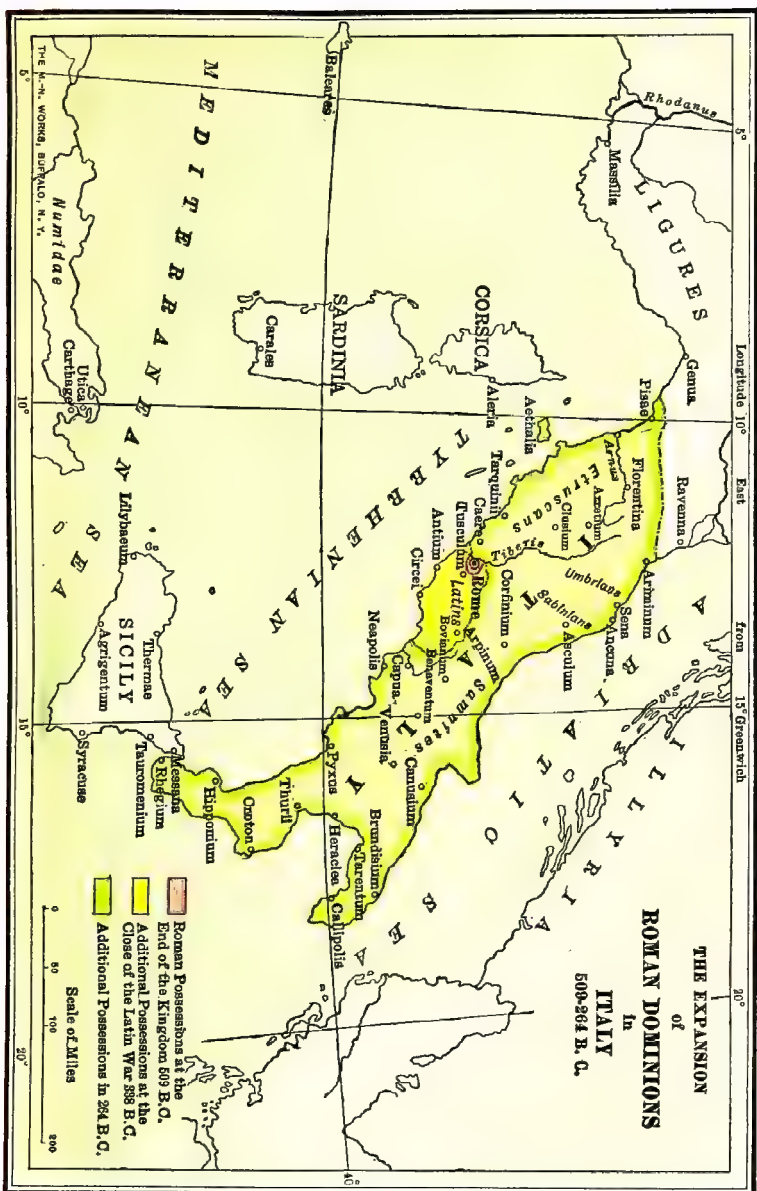 THE EXPANSION
of
ROMAN DOMINIONS
in
ITALY
509-264 B. C.
Longitude 10°
East
from
15° Greenwich
20°
5°
Rhodanus
LIGURES
Massilia
Genua
Pisae
Arnus
Florentina
Ravenna
Ariminum
Arretium
Clusium
Etruscans
Umbrians
Sena
Ancona
Sabinians
Asculum
ADRIATIC SEA
ILLYRIA
ITALY
CORSICA
Aleria
Aethalia
Tarquinii
Caere
Tiberis
Rome
Tusculum
Latins
Antium
Circei
Corfinium
Arpinum
Bovianum
Samnites
Beneventum
Capua
Neapolis
Venusia
Canusium
Brundisium
Tarentum
Heraclea
Callipolis
Pyxus
Thurii
Croton
Hipponium
Messana
Rhegium
Tauromenium
Syracuse
SICILY
Thermae
Agrigentum
Lilybaeum
SARDINIA
Carales
Baleares
MEDITERRANEAN SEA
TYRRHENIAN SEA
Numidae
Utica
Carthage
40°
5°
10°
15°
20°
Roman Possessions at the
End of the Kingdom 509 B.C.
Additional Possessions at the
Close of the Latin War 338 B.C.
Additional Possessions in 264 B.C.
Scale of Miles
0 50 100 200
THE M.-N. WORKS, BUFFALO, N. Y.